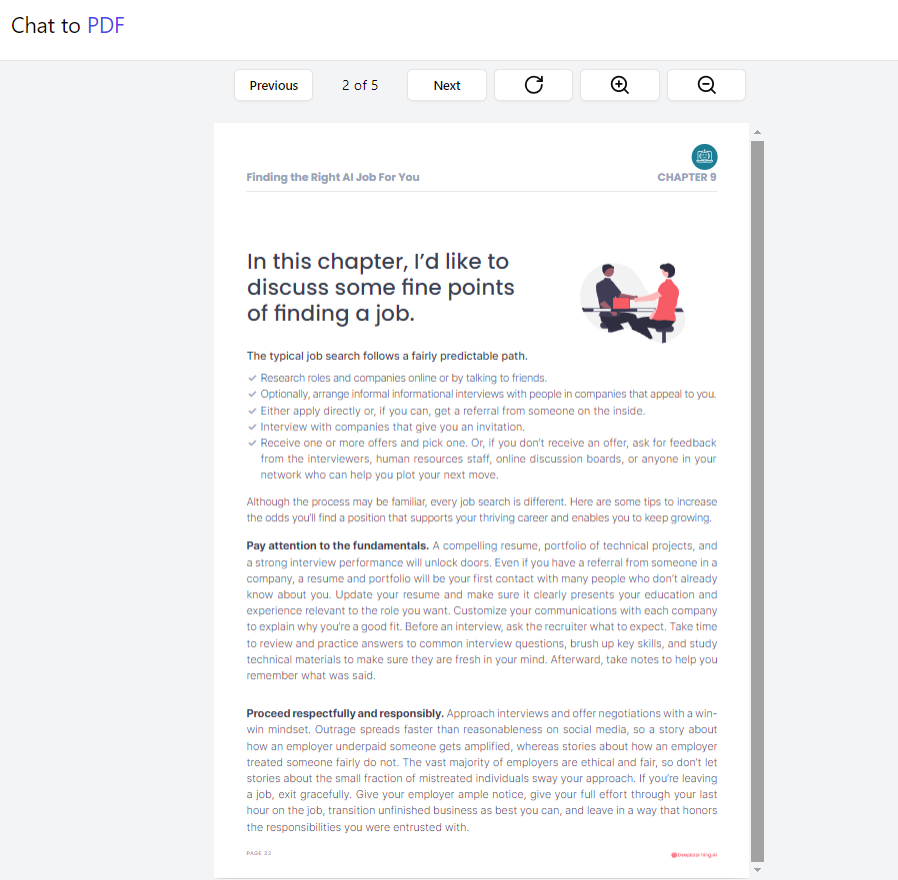 Chat to PDF
Previous
2 of 5
Next
Finding the Right AI Job For You
CHAPTER 9
In this chapter, I’d like to
discuss some fine points
of finding a job.
The typical job search follows a fairly predictable path.
Research roles and companies online or by talking to friends.
Optionally, arrange informal informational interviews with people in companies that appeal to you.
Either apply directly or, if you can, get a referral from someone on the inside.
Interview with companies that give you an invitation.
Receive one or more offers and pick one. Or, if you don’t receive an offer, ask for feedback
from the interviewers, human resources staff, online discussion boards, or anyone in your
network who can help you plot your next move.
Although the process may be familiar, every job search is different. Here are some tips to increase
the odds you’ll find a position that supports your thriving career and enables you to keep growing.
Pay attention to the fundamentals. A compelling resume, portfolio of technical projects, and
a strong interview performance will unlock doors. Even if you have a referral from someone in a
company, a resume and portfolio will be your first contact with many people who don’t already
know about you. Update your resume and make sure it clearly presents your education and
experience relevant to the role you want. Customize your communications with each company
to explain why you’re a good fit. Before an interview, ask the recruiter what to expect. Take time
to review and practice answers to common interview questions, brush up key skills, and study
technical materials to make sure they are fresh in your mind. Afterward, take notes to help you
remember what was said.
Proceed respectfully and responsibly. Approach interviews and offer negotiations with a win-
win mindset. Outrage spreads faster than reasonableness on social media, so a story about
how an employer underpaid someone gets amplified, whereas stories about how an employer
treated someone fairly do not. The vast majority of employers are ethical and fair, so don’t let
stories about the small fraction of mistreated individuals sway your approach. If you’re leaving
a job, exit gracefully. Give your employer ample notice, give your full effort through your last
hour on the job, transition unfinished business as best you can, and leave in a way that honors
the responsibilities you were entrusted with.
PAGE 22
DeepLearning.AI